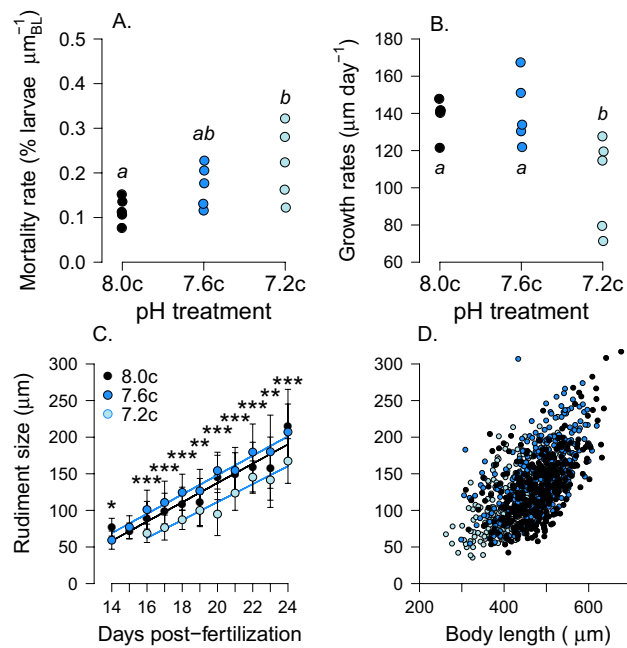 A.
Mortality rate (% larvae μm⁻¹BL)
0.5
0.4
0.3
0.2
0.1
0.0
a
ab
b
8.0c 7.6c 7.2c
pH treatment
B.
Growth rates (μm day⁻¹)
180
160
140
120
100
80
60
a
a
b
8.0c 7.6c 7.2c
pH treatment
C.
Rudiment size (μm)
300
250
200
150
100
50
0
8.0c
7.6c
7.2c
*
***
***
***
**
***
***
***
**
***
14 16 18 20 22 24
Days post−fertilization
D.
300
250
200
150
100
50
0
200 400 600
Body length ( μm)